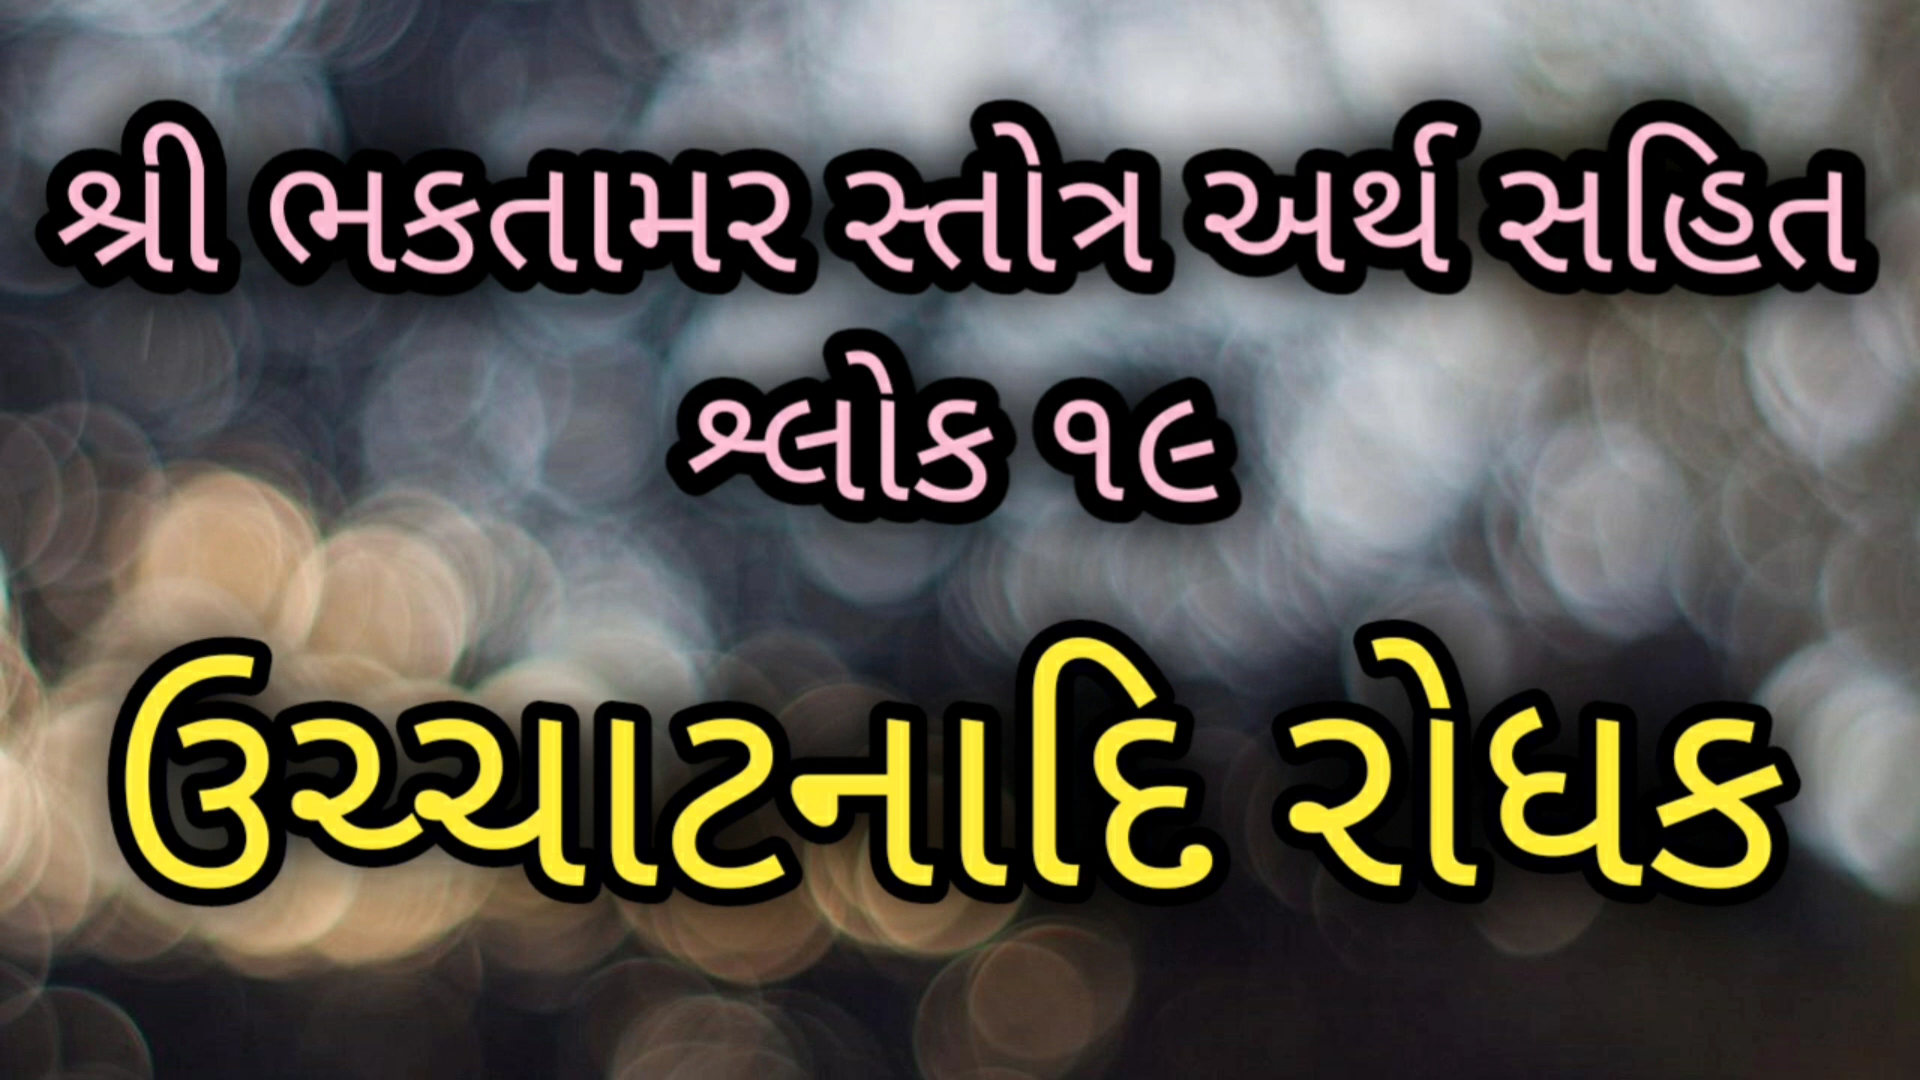 શ્રી ભકતામર સ્તોત્ર અર્થ સહિત
શ્લોક ૧૯
ઉચ્ચાટનાદિ રોધક